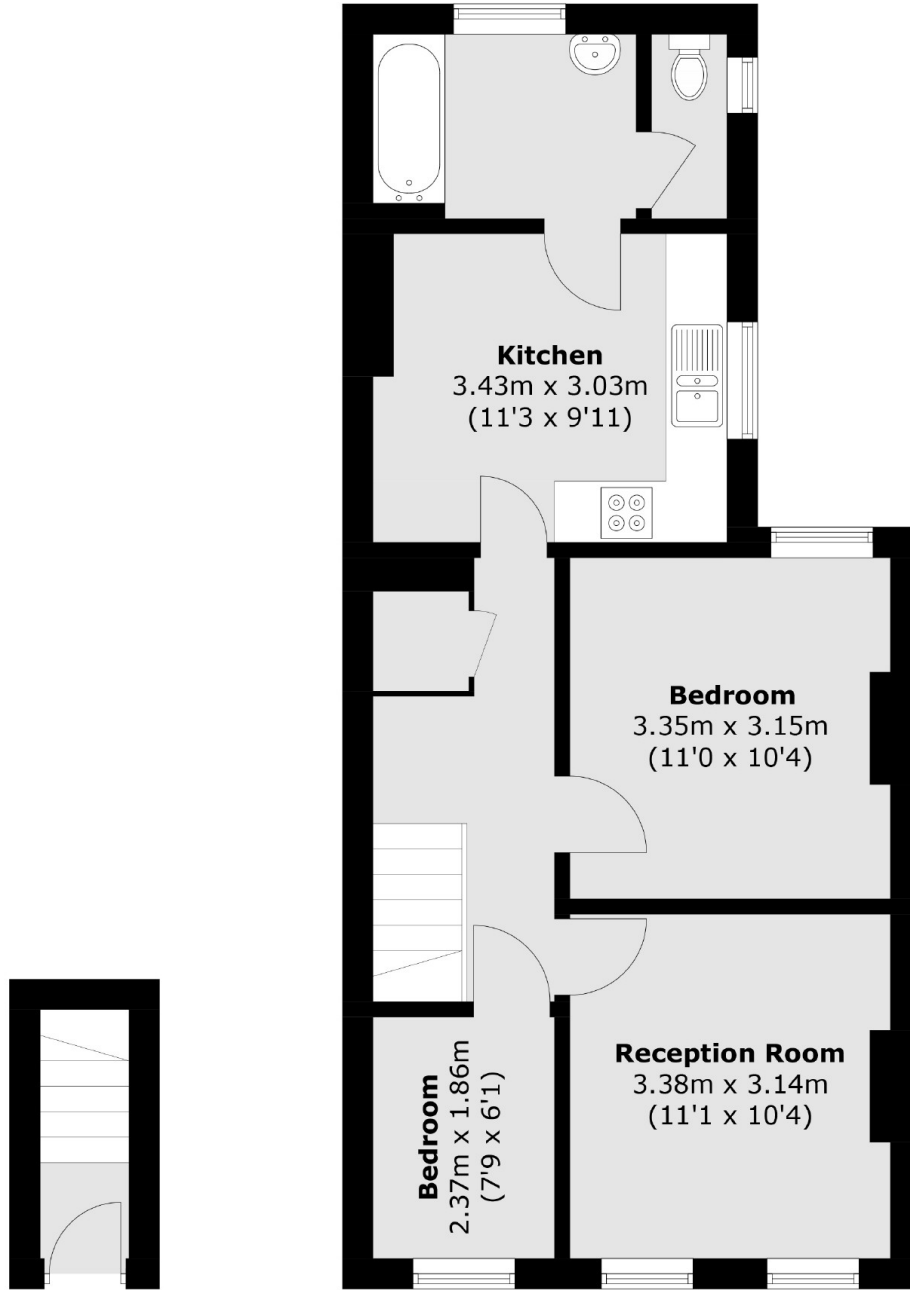 Kitchen
3.43m x 3.03m
(11'3 x 9'11)
Bedroom
3.35m x 3.15m
(11'0 x 10'4)
Reception Room
3.38m x 3.14m
(11'1 x 10'4)
Bedroom
2.37m x 1.86m
(7'9 x 6'1)